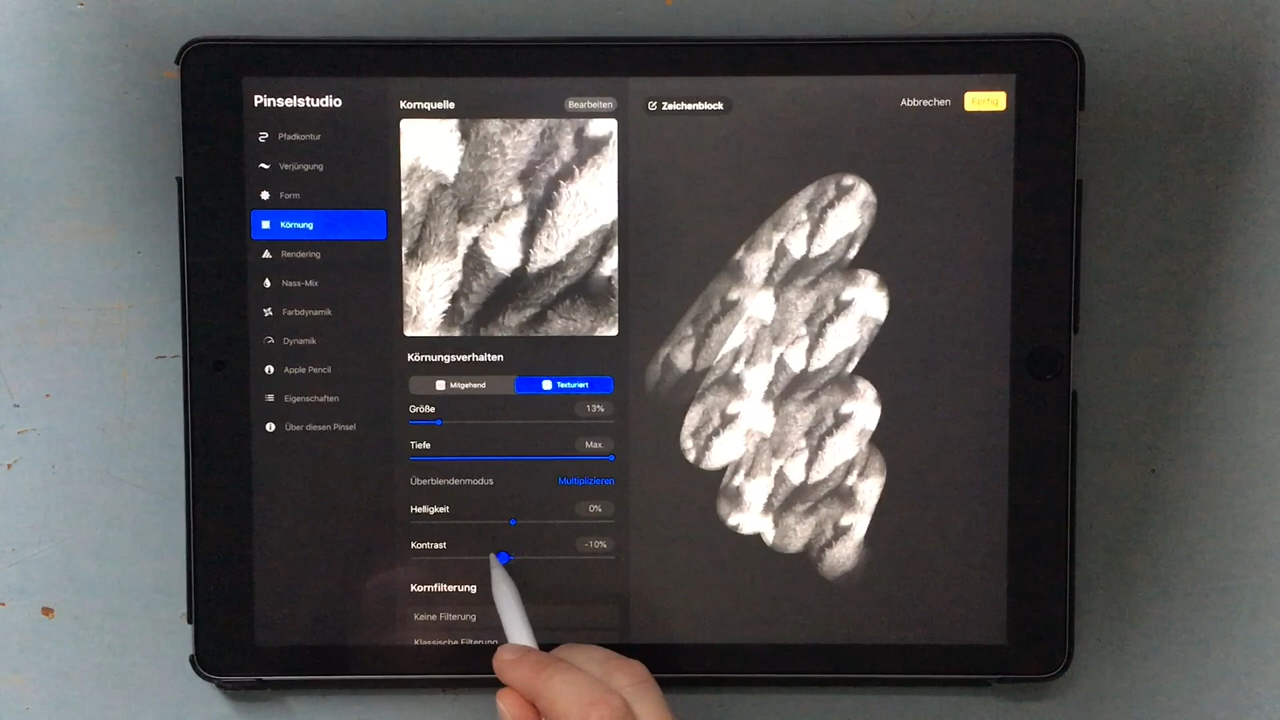 Pinselstudio
Pfadkontur
Verjüngung
Form
Körnung
Rendering
Nass-Mix
Farbdynamik
Dynamik
Apple Pencil
Eigenschaften
Über diesen Pinsel
Kornquelle
Bearbeiten
Körnungsverhalten
Mitgehend
Texturiert
Größe
13%
Tiefe
Max.
Überblendenmodus
Multiplizieren
Helligkeit
0%
Kontrast
-10%
Kornfilterung
Keine Filterung
Klassische Filterung
Zeichenblock
Abbrechen
Fertig